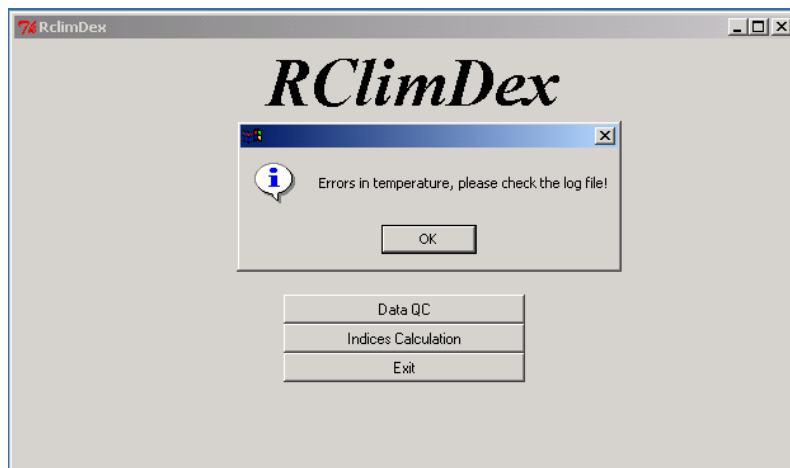 RclimDex
RClimDex
Errors in temperature, please check the log file!
OK
Data QC
Indices Calculation
Exit